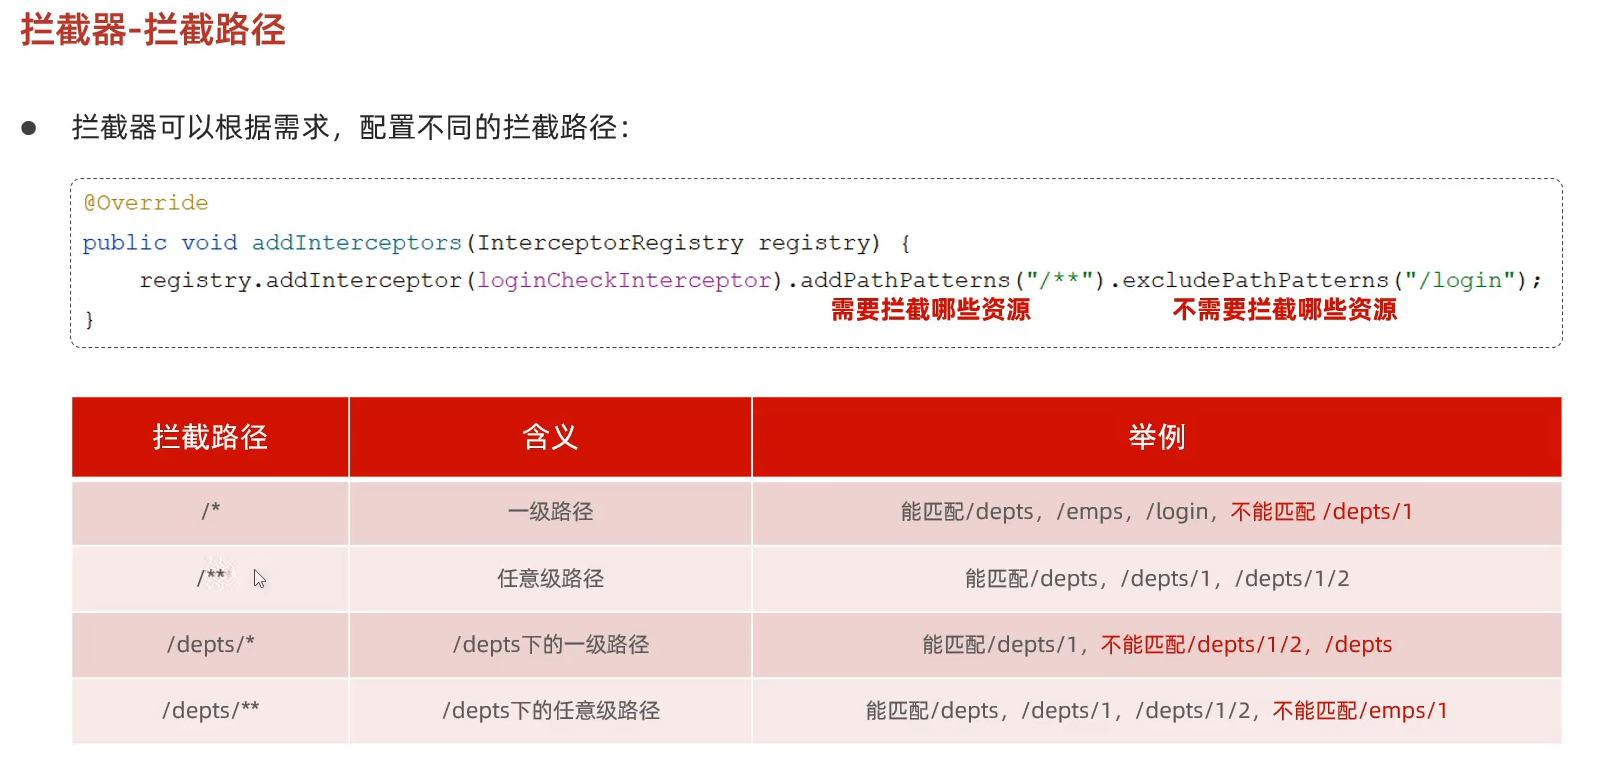 拦截器-拦截路径
● 拦截器可以根据需求，配置不同的拦截路径：
@Override
public void addInterceptors(InterceptorRegistry registry) {
    registry.addInterceptor(loginCheckInterceptor).addPathPatterns("/**").excludePathPatterns("/login");
需要拦截哪些资源 不需要拦截哪些资源
}
拦截路径 含义 举例
/* 一级路径 能匹配/depts，/emps，/login，不能匹配 /depts/1
/** 任意级路径 能匹配/depts，/depts/1，/depts/1/2
/depts/* /depts下的一级路径 能匹配/depts/1，不能匹配/depts/1/2，/depts
/depts/** /depts下的任意级路径 能匹配/depts，/depts/1，/depts/1/2，不能匹配/emps/1